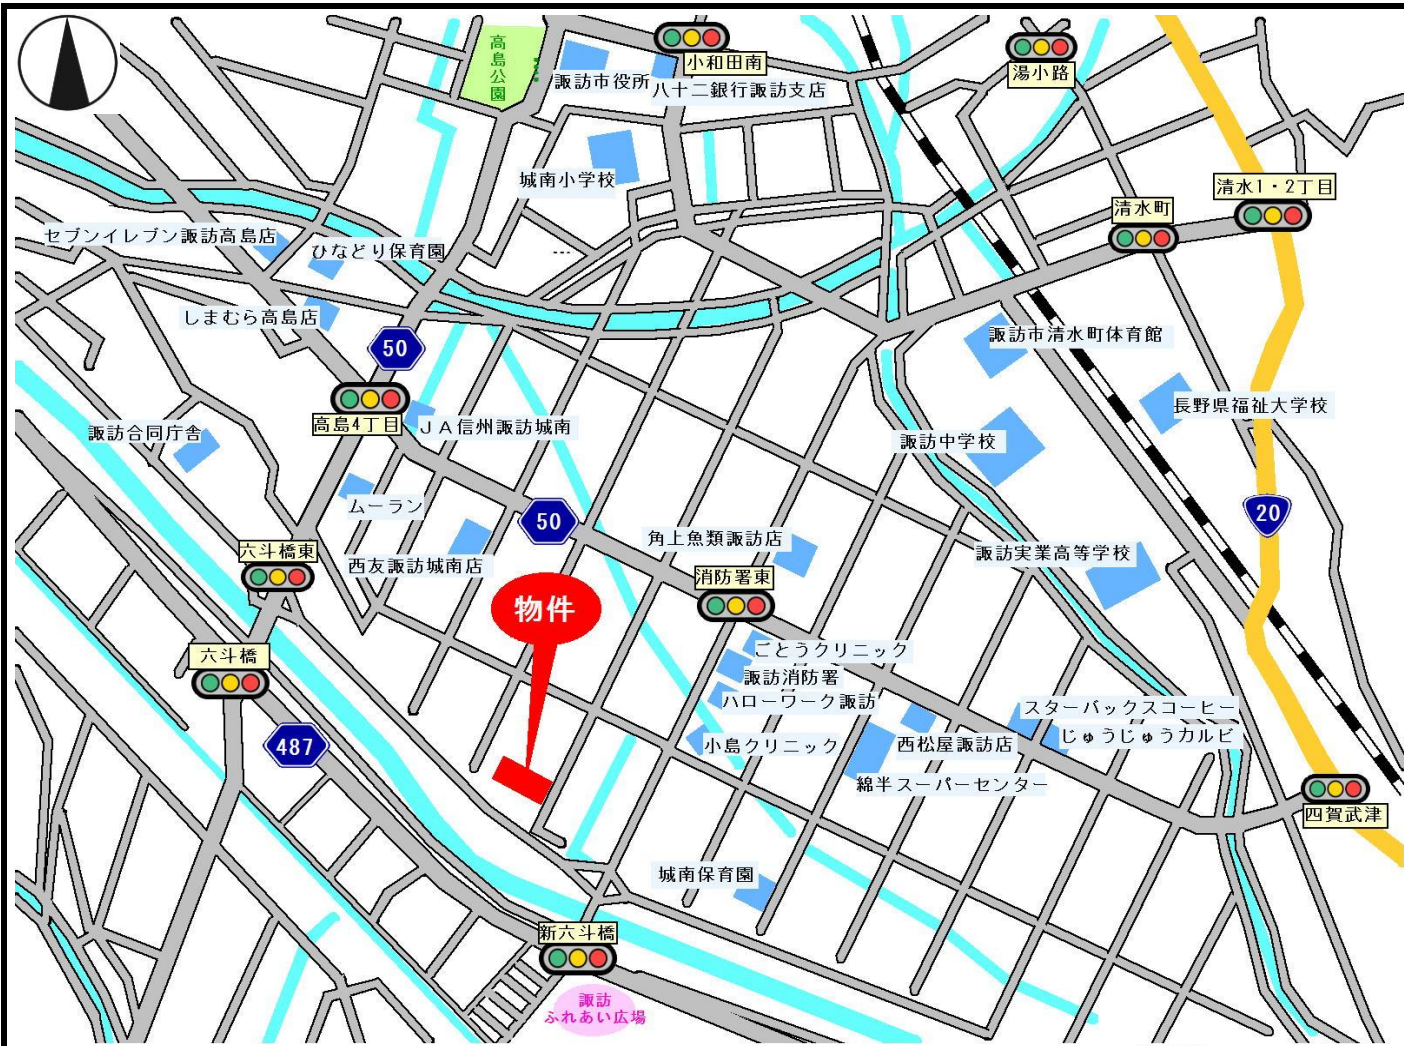 高島公園
諏訪市役所
小和田南
八十二銀行諏訪支店
湯小路
城南小学校
清水1・2丁目
清水町
セブンイレブン諏訪高島店
ひなどり保育園
しまむら高島店
50
諏訪市清水町体育館
長野県福祉大学校
高島4丁目
JA信州諏訪城南
諏訪合同庁舎
諏訪中学校
ムーラン
50
20
角上魚類諏訪店
諏訪実業高等学校
六斗橋東
西友諏訪城南店
消防署東
物件
六斗橋
ごとうクリニック
諏訪消防署
ハローワーク諏訪
スターバックスコーヒー
じゅうじゅうカルビ
487
小島クリニック
西松屋諏訪店
綿半スーパーセンター
四賀武津
城南保育園
新六斗橋
諏訪
ふれあい広場